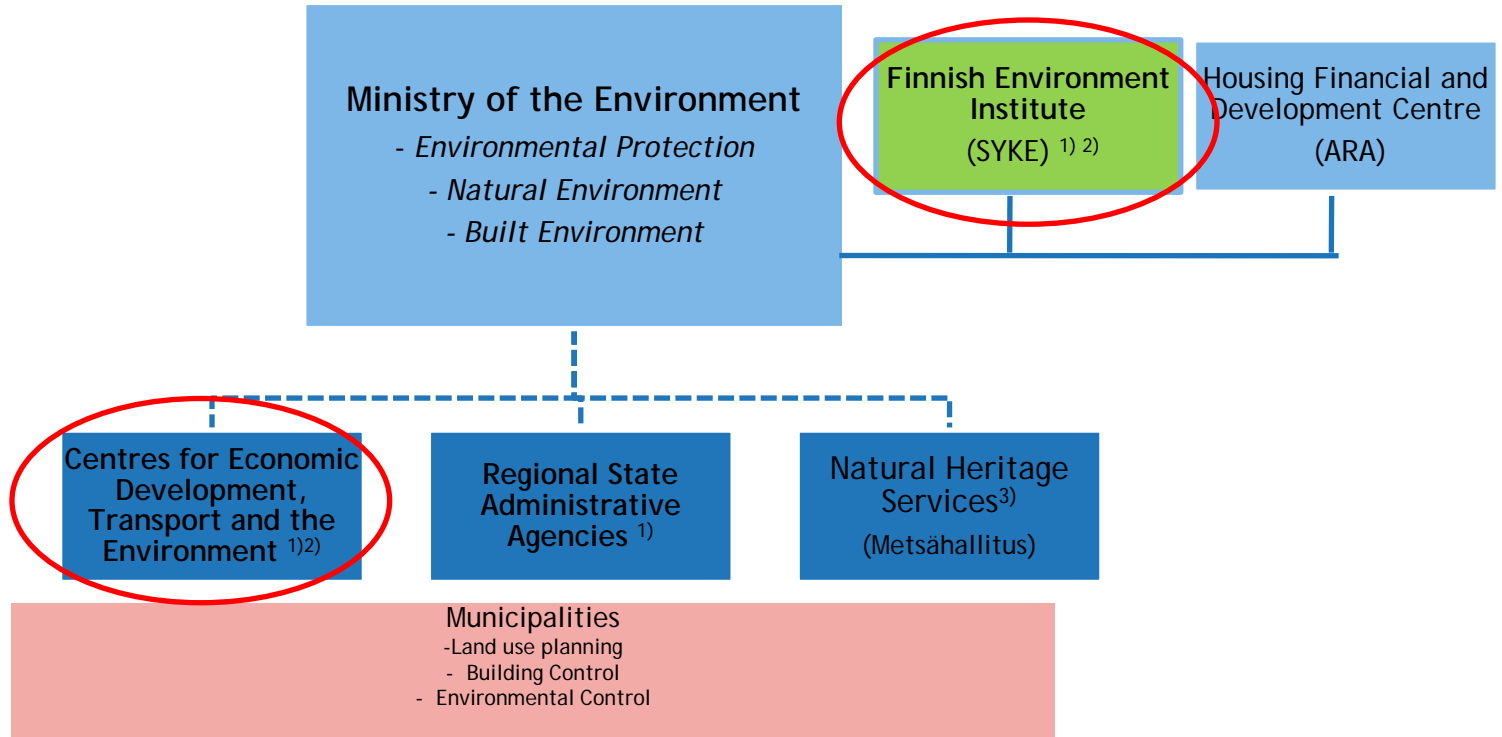 Ministry of the Environment
- Environmental Protection
- Natural Environment
- Built Environment
Finnish Environment
Institute
(SYKE) 1) 2)
Housing Financial and
Development Centre
(ARA)
Centres for Economic
Development,
Transport and the
Environment 1)2)
Regional State
Administrative
Agencies 1)
Natural Heritage
Services3)
(Metsähallitus)
Municipalities
-Land use planning
- Building Control
- Environmental Control